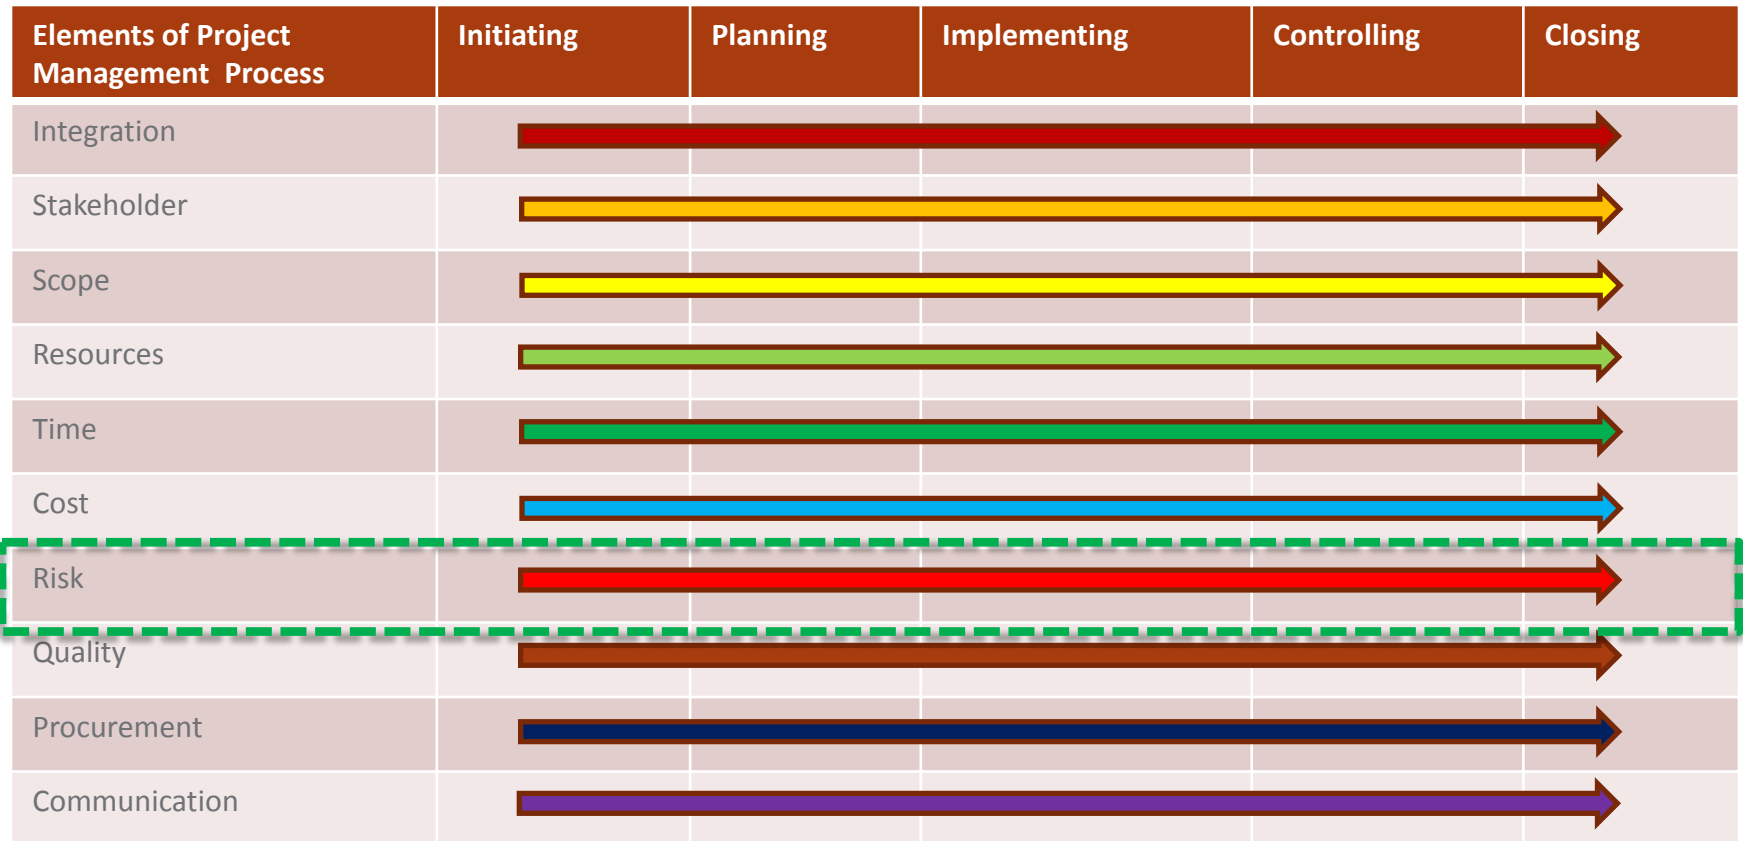 Elements of Project
Management Process
Initiating
Planning
Implementing
Controlling
Closing
Integration
Stakeholder
Scope
Resources
Time
Cost
Risk
Quality
Procurement
Communication